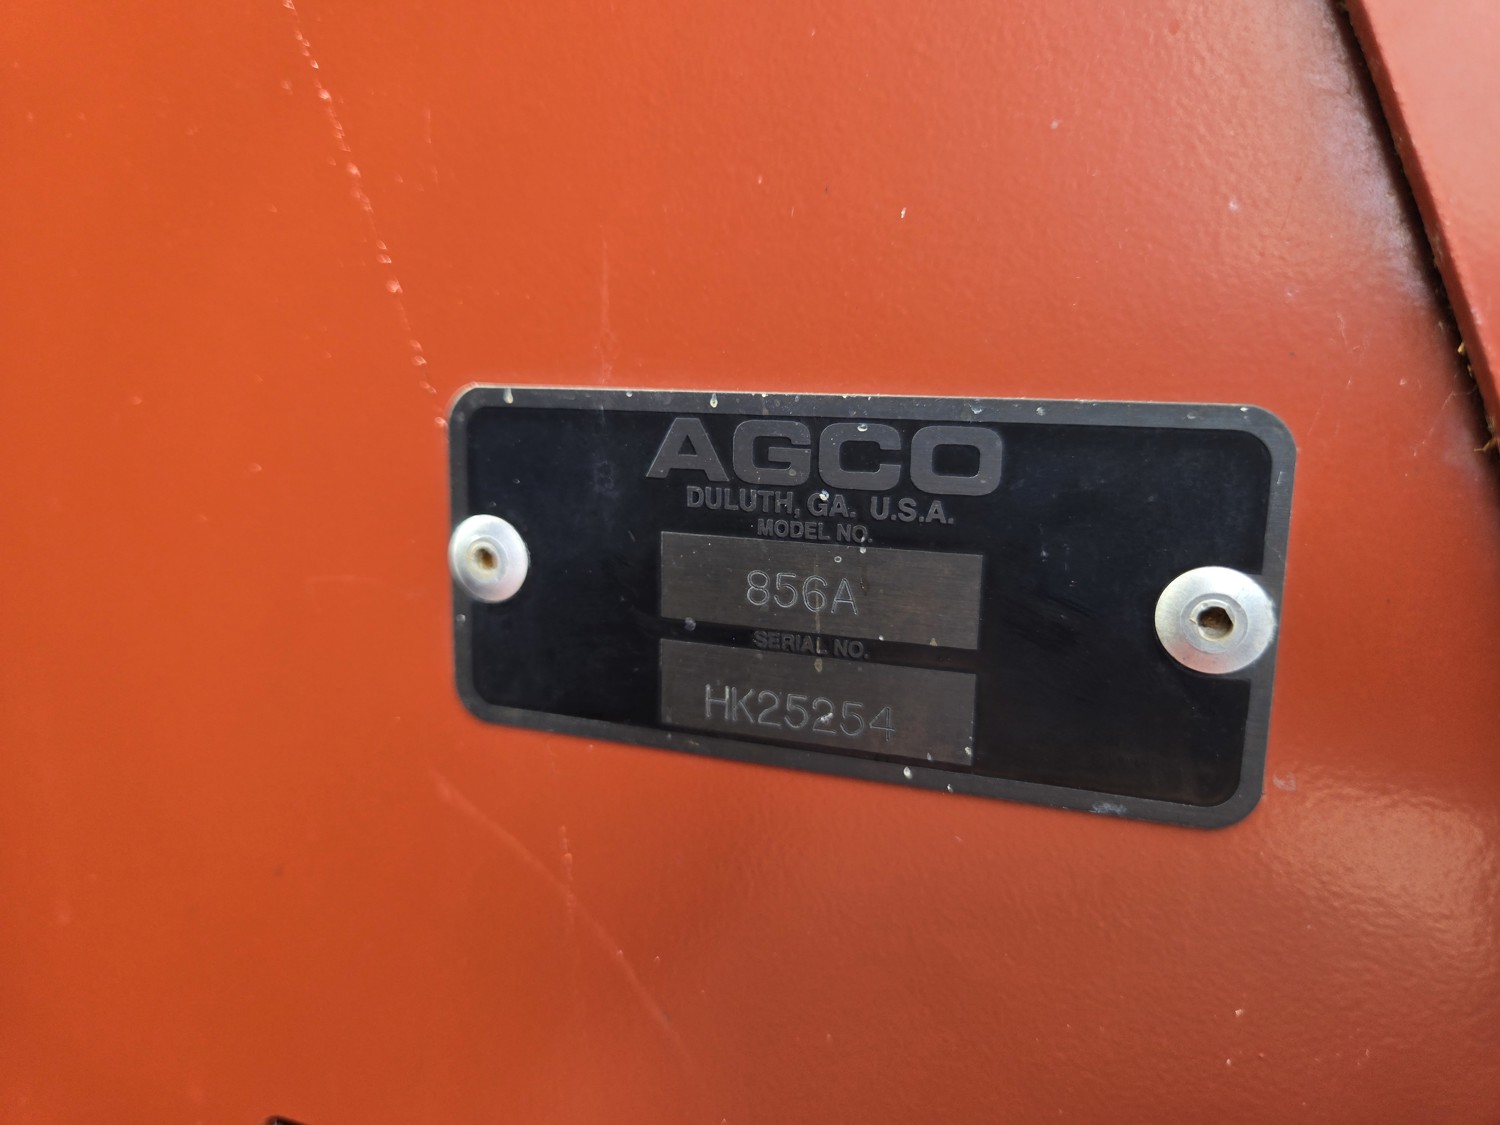 AGCO
DULUTH, GA. U.S.A.
MODEL NO.
856A
SERIAL NO.
HK25254